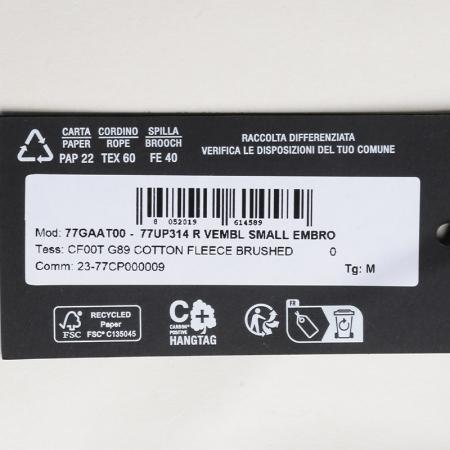 CARTA CORDINO SPILLA
PAPER ROPE BROOCH
PAP 22 TEX 60 FE 40
RACCOLTA DIFFERENZIATA
VERIFICA LE DISPOSIZIONI DEL TUO COMUNE
8 052019 614589
Mod: 77GAAT00 - 77UP314 R VEMBL SMALL EMBRO
Tess: CF00T G89 COTTON FLEECE BRUSHED 0
Comm: 23-77CP000009
Tg: M
FSC
RECYCLED
Paper
FSC® C135045
C+
CARBON
POSITIVE
HANGTAG
FR